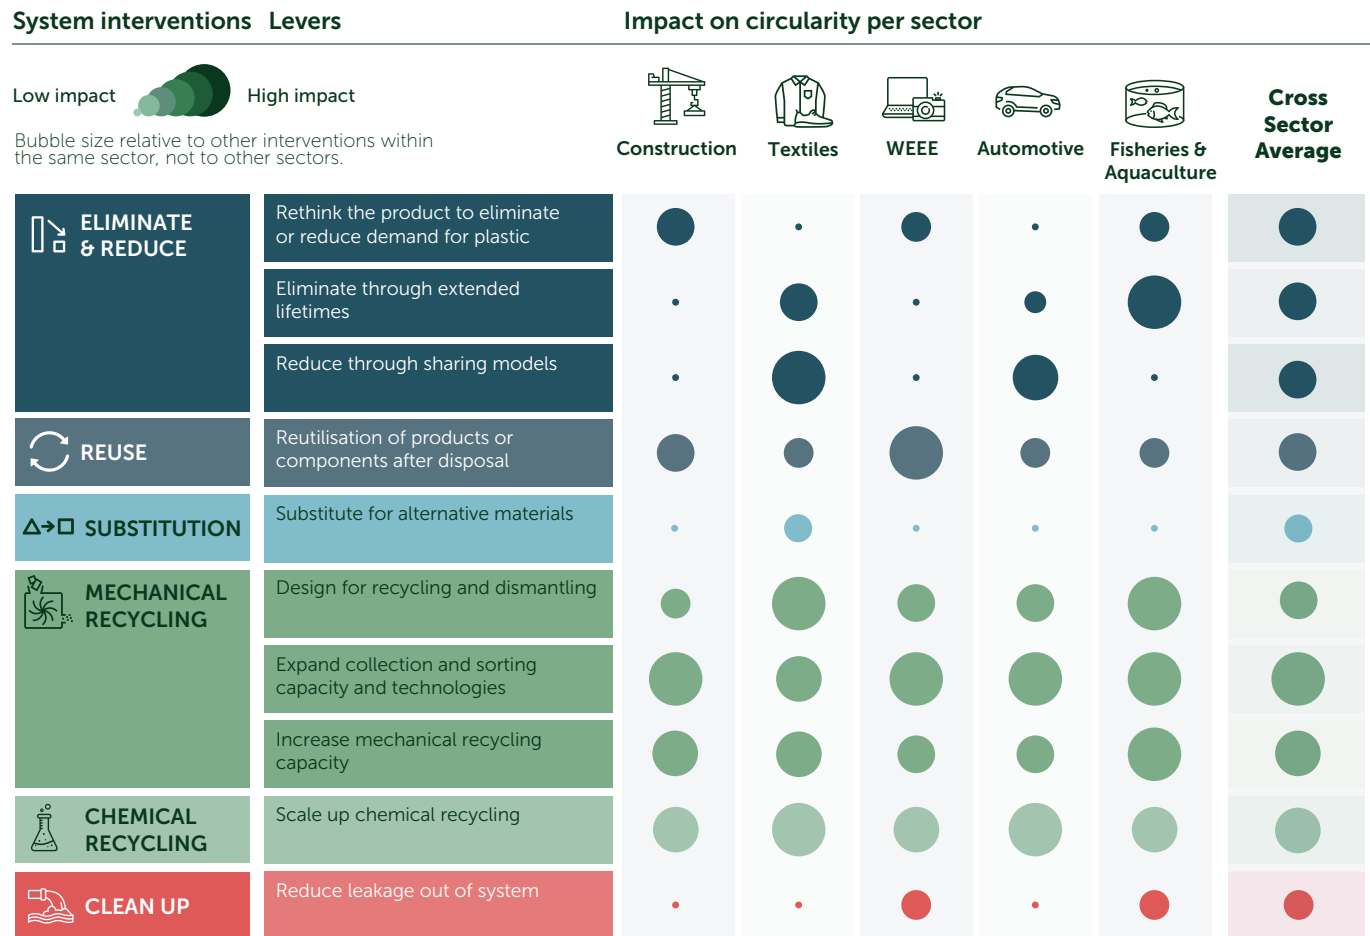 System interventions Levers Impact on circularity per sector
Low impact High impact
Bubble size relative to other interventions within
the same sector, not to other sectors.
Construction Textiles WEEE Automotive Fisheries &
Aquaculture
Cross
Sector
Average
ELIMINATE
& REDUCE
Rethink the product to eliminate
or reduce demand for plastic
Eliminate through extended
lifetimes
Reduce through sharing models
REUSE
Reutilisation of products or
components after disposal
SUBSTITUTION
Substitute for alternative materials
MECHANICAL
RECYCLING
Design for recycling and dismantling
Expand collection and sorting
capacity and technologies
Increase mechanical recycling
capacity
CHEMICAL
RECYCLING
Scale up chemical recycling
CLEAN UP
Reduce leakage out of system